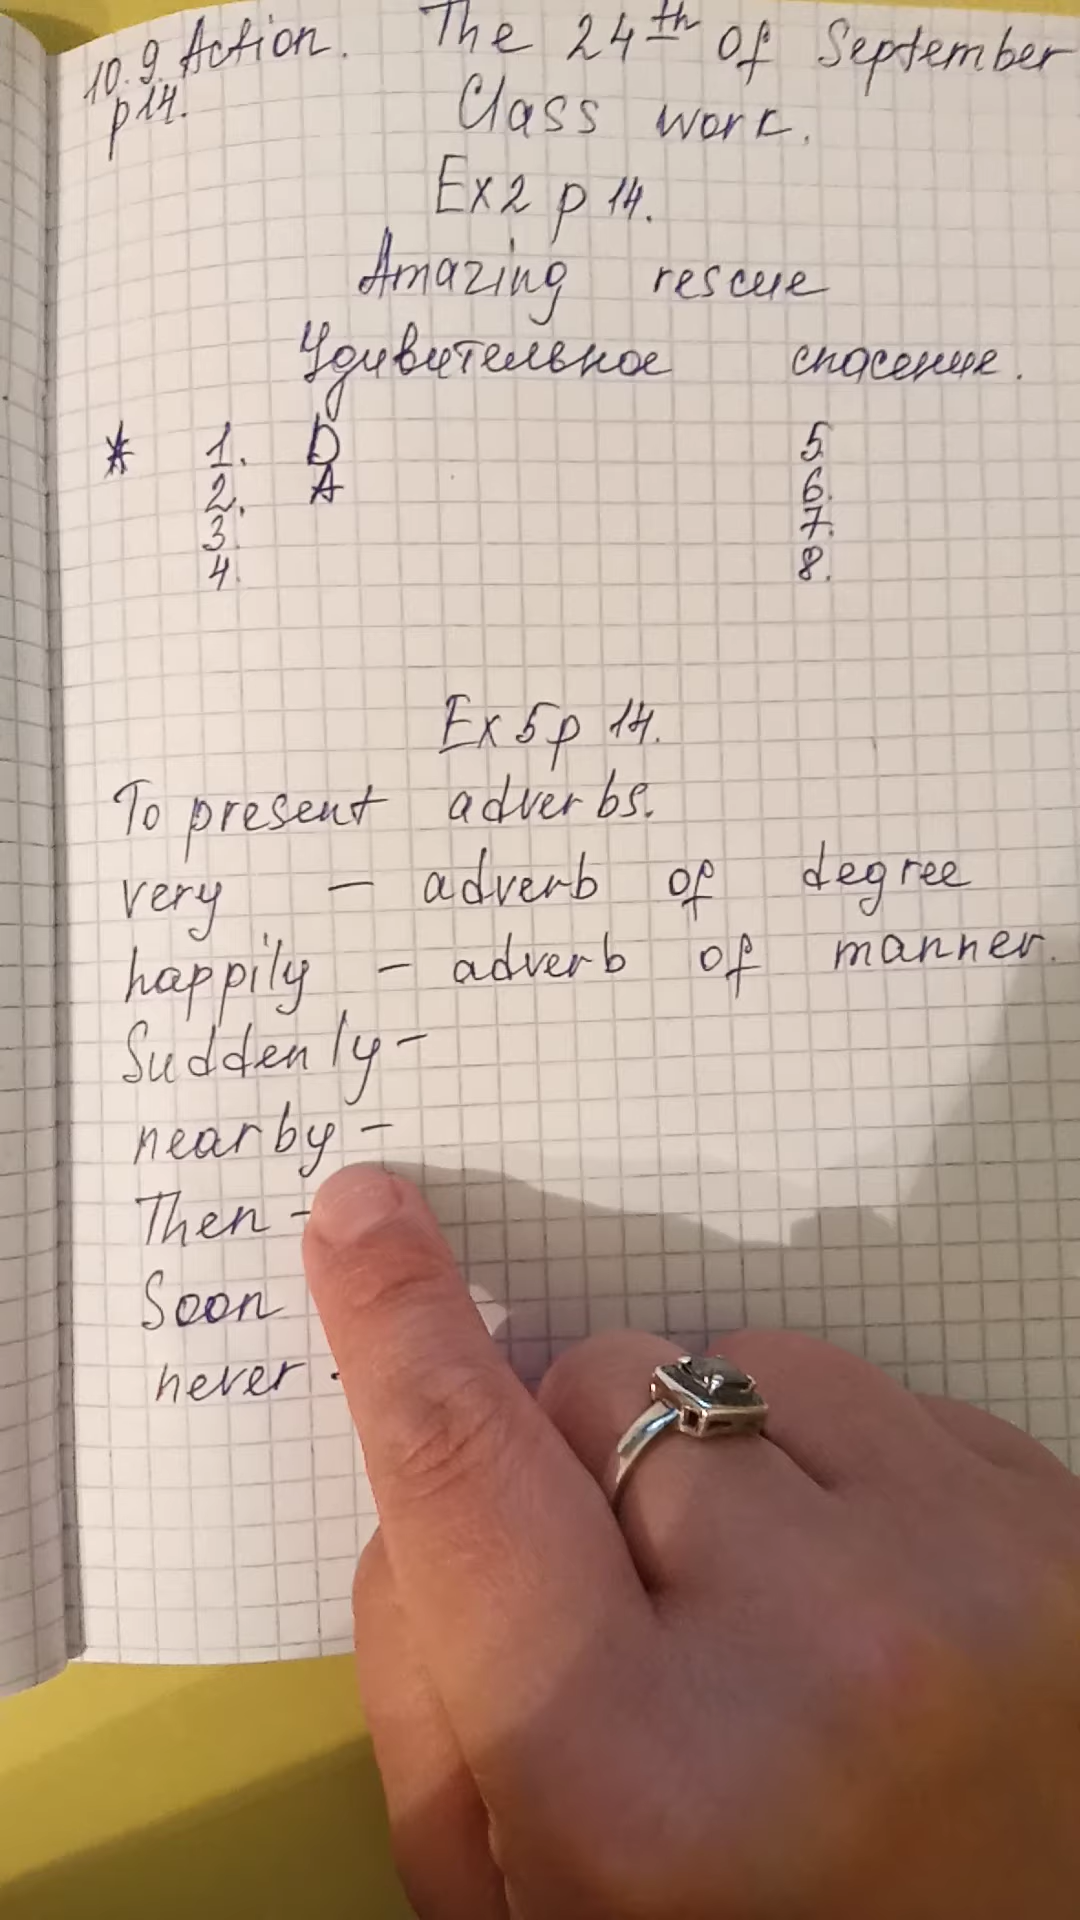 10.9. Action. The 24th of September
p 14. Class work.
Ex 2 p 14.
Amazing rescue
Удивительное спасение.
* 1. D 5.
2. A 6.
3. 7.
4. 8.
Ex 5 p 14.
To present adverbs.
very – adverb of degree
happily – adverb of manner.
Suddenly –
nearby –
Then –
Soon
never -